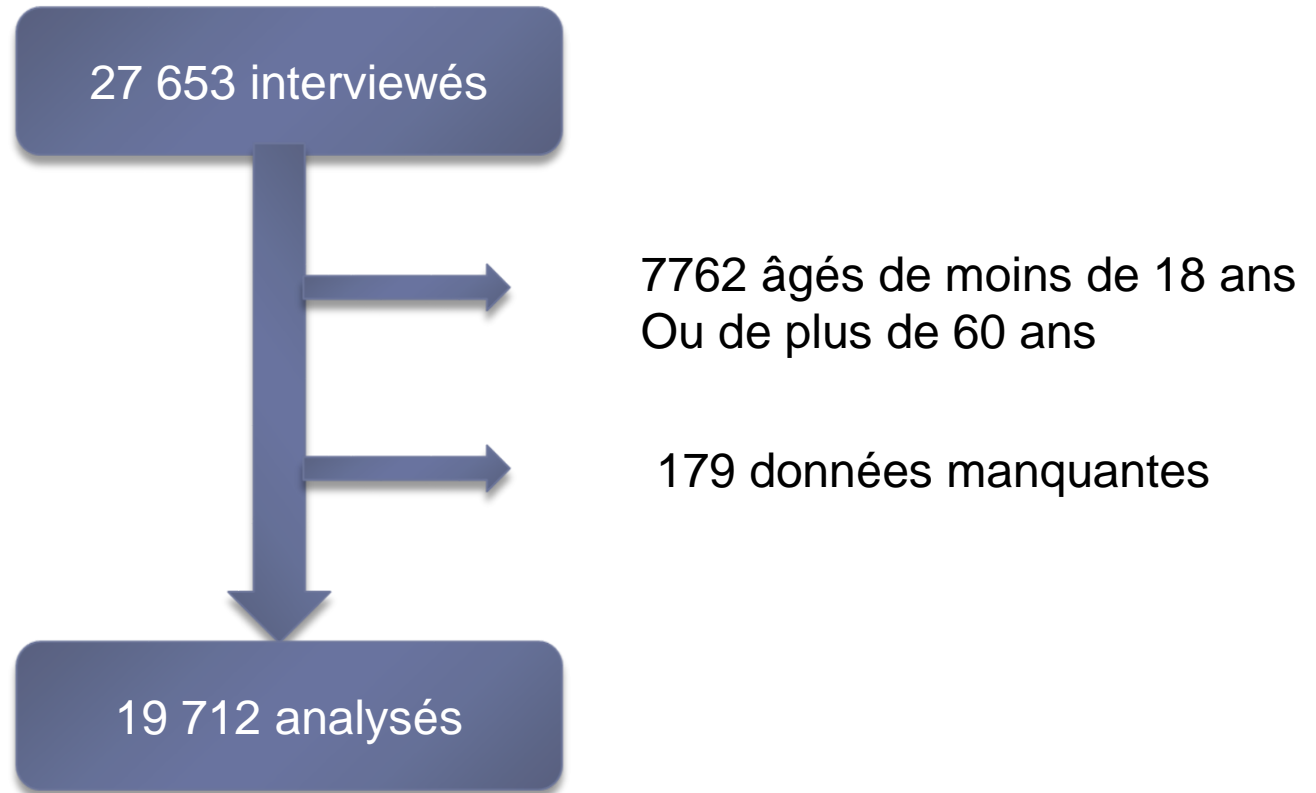 27 653 interviewés
7762 âgés de moins de 18 ans
Ou de plus de 60 ans
179 données manquantes
19 712 analysés